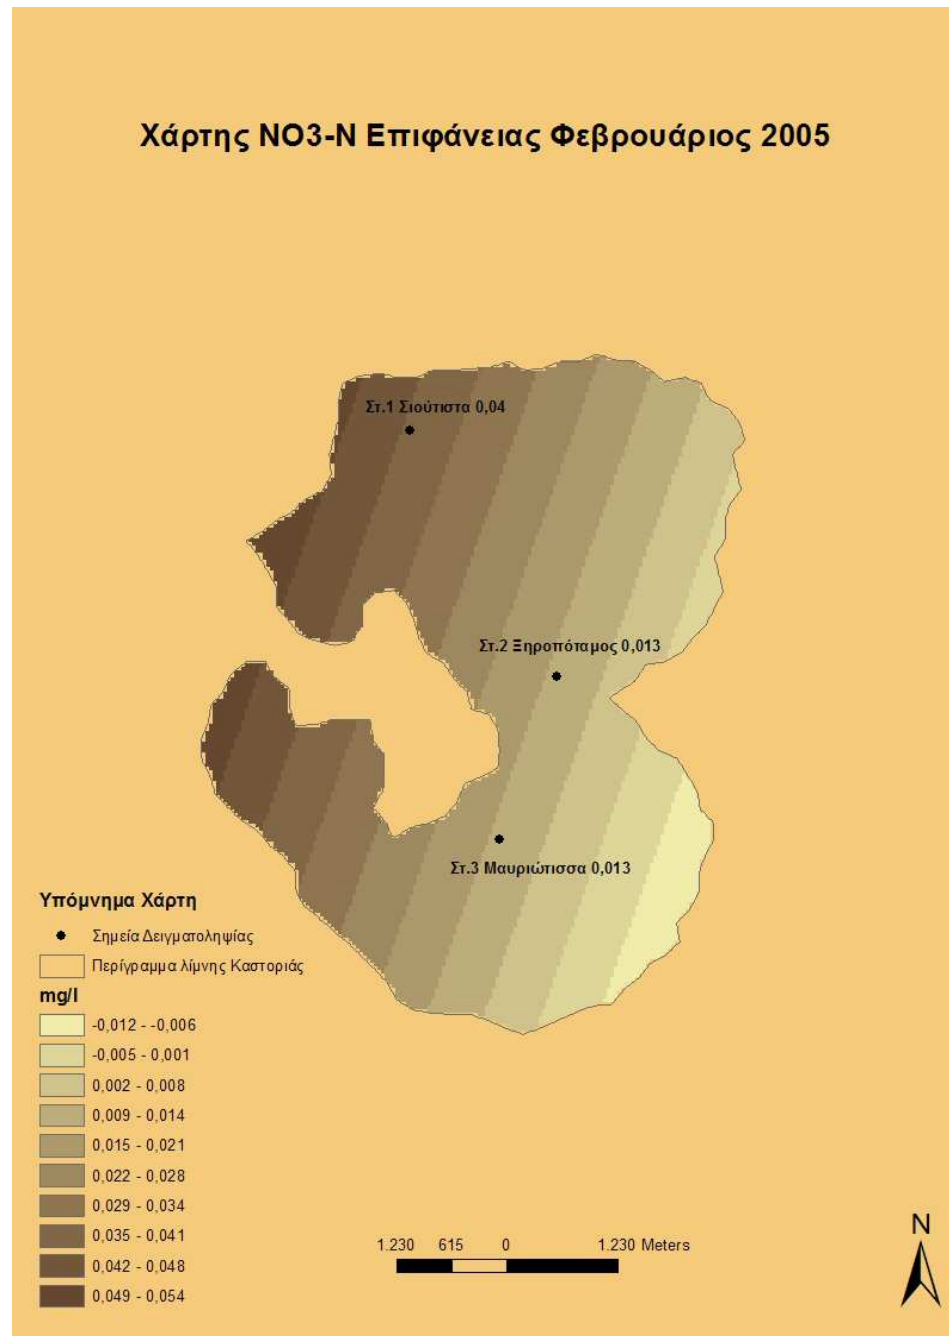 Χάρτης NO3-N Επιφάνειας Φεβρουάριος 2005
Στ.1 Σιούτιστα 0,04
Στ.2 Ξηροπόταμος 0,013
Στ.3 Μαυριώτισσα 0,013
Υπόμνημα Χάρτη
Σημεία Δειγματοληψίας
Περίγραμμα λίμνης Καστοριάς
mg/l
-0,012 - -0,006
-0,005 - 0,001
0,002 - 0,008
0,009 - 0,014
0,015 - 0,021
0,022 - 0,028
0,029 - 0,034
0,035 - 0,041
0,042 - 0,048
0,049 - 0,054
1.230 615 0 1.230 Meters
N